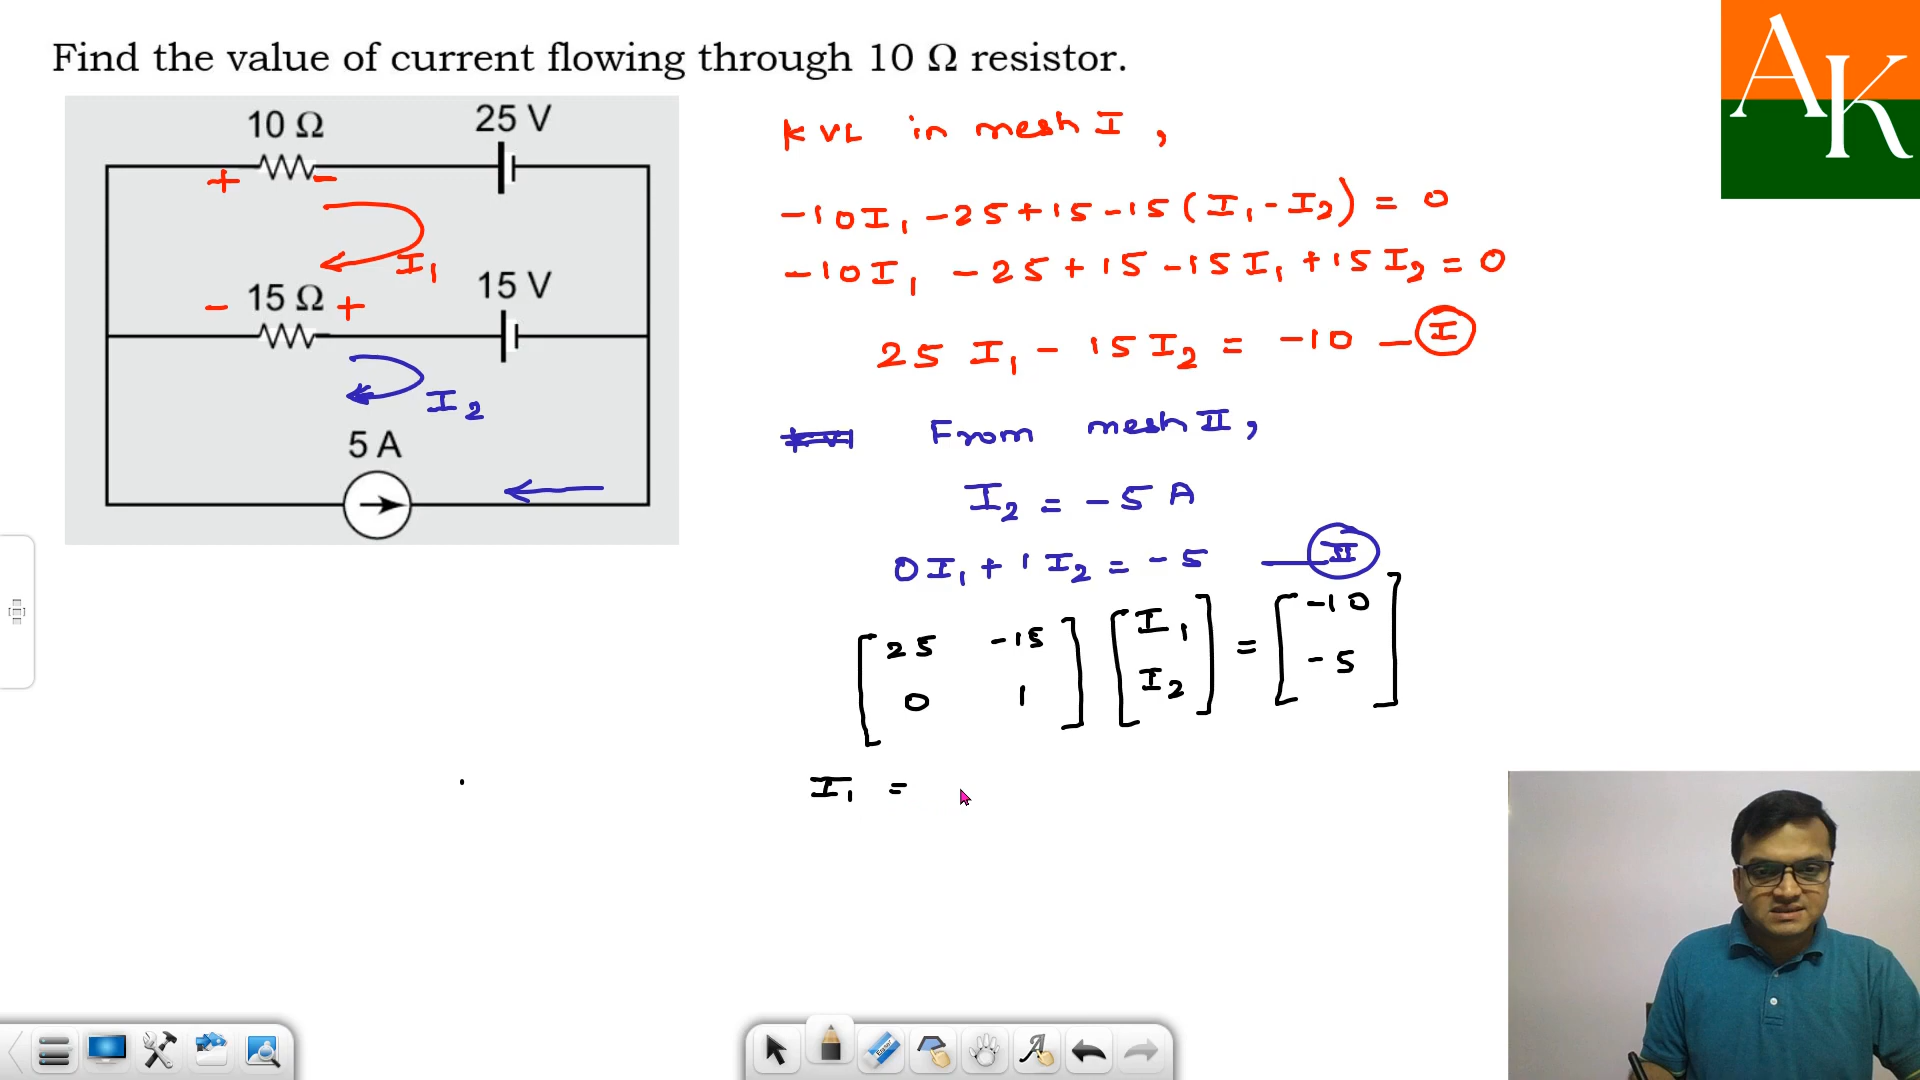 Find the value of current flowing through 10 Ω resistor.
AK
10 Ω
25 V
+ -
I1
15 Ω
15 V
- +
I2
5 A
KVL in mesh I,
-10I1 -25+15-15(I1-I2) = 0
-10I1 -25+15-15I1+15I2=0
25 I1 - 15I2 = -10 — I
From mesh II,
I2 = -5 A
0I1 + 1I2 = -5 — II
[25 -15] [I1] = [-10]
[0 1] [I2] [-5]
I1 =